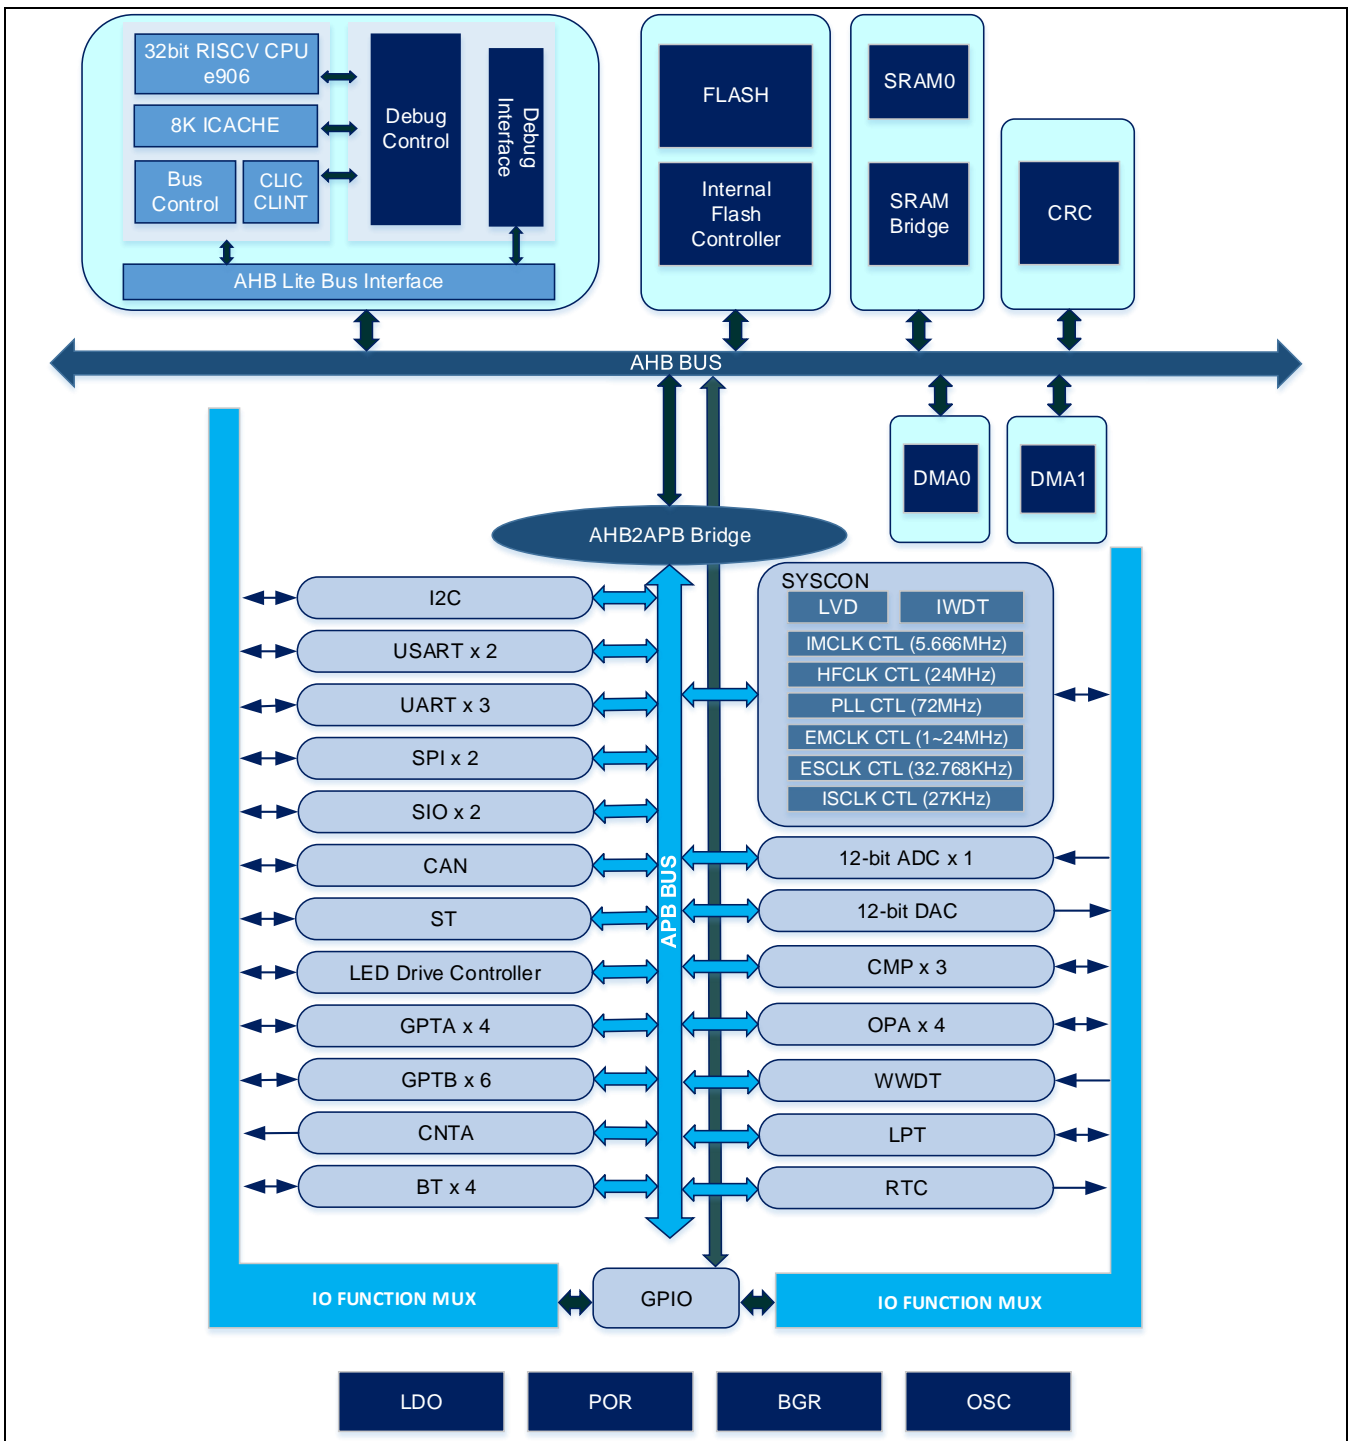 32bit RISCV CPU
e906
8K ICACHE
Bus
Control
CLIC
CLINT
Debug
Control
Debug
Interface
AHB Lite Bus Interface
FLASH
Internal
Flash
Controller
SRAM0
SRAM
Bridge
CRC
AHB BUS
DMA0
DMA1
AHB2APB Bridge
I2C
USART x 2
UART x 3
SPI x 2
SIO x 2
CAN
ST
LED Drive Controller
GPTA x 4
GPTB x 6
CNTA
BT x 4
APB BUS
SYSCON
LVD
IWDT
IMCLK CTL (5.666MHz)
HFCLK CTL (24MHz)
PLL CTL (72MHz)
EMCLK CTL (1~24MHz)
ESCLK CTL (32.768KHz)
ISCLK CTL (27KHz)
12-bit ADC x 1
12-bit DAC
CMP x 3
OPA x 4
WWDT
LPT
RTC
IO FUNCTION MUX
GPIO
IO FUNCTION MUX
LDO
POR
BGR
OSC